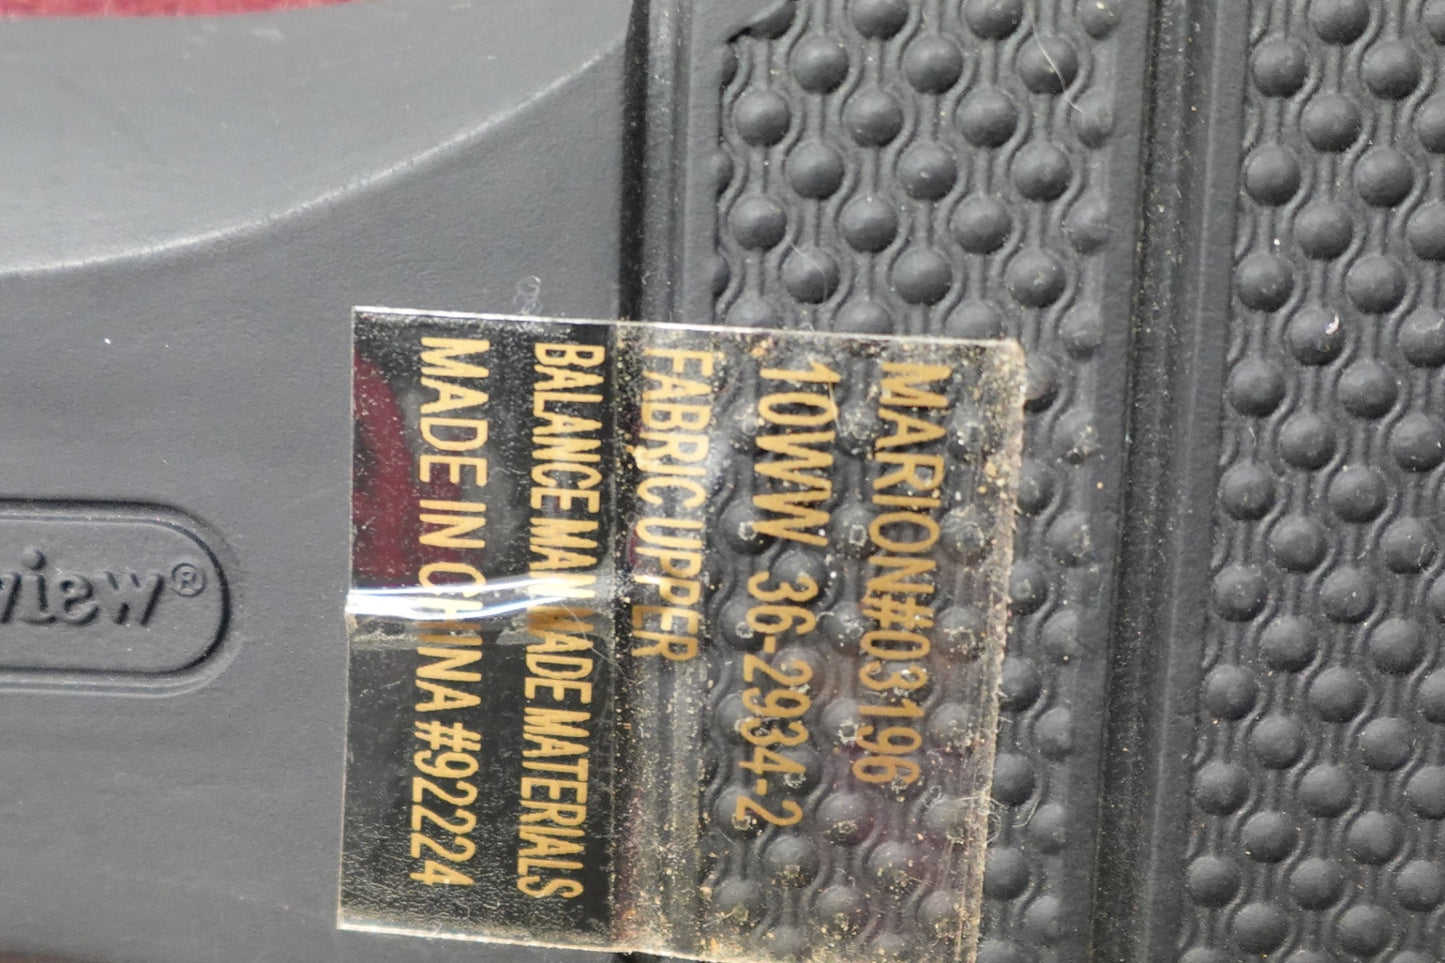 MARION#03196
10WW 36-2934-2
FABRIC UPPER
BALANCE MAN MADE MATERIALS
MADE IN CHINA #92224
view®